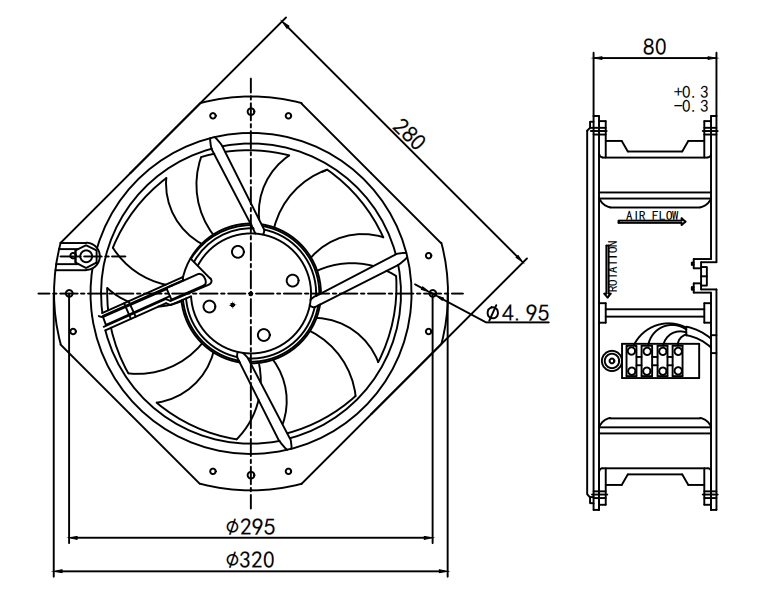 80
+0.3
-0.3
280
AIR FLOW
ROTATION
ϕ4.95
ϕ295
ϕ320